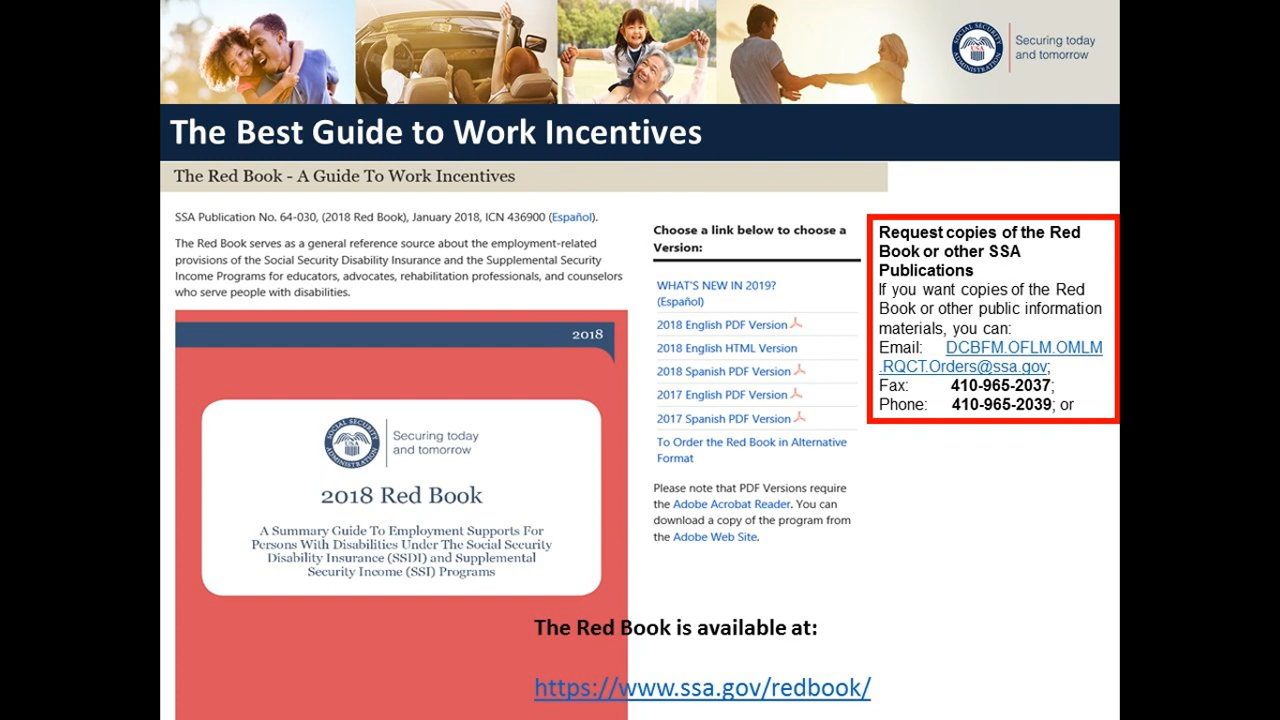 SOCIAL SECURITY ADMINISTRATION
USA
Securing today
and tomorrow
The Best Guide to Work Incentives
The Red Book - A Guide To Work Incentives
SSA Publication No. 64-030, (2018 Red Book), January 2018, ICN 436900 (Español).
The Red Book serves as a general reference source about the employment-related
provisions of the Social Security Disability Insurance and the Supplemental Security
Income Programs for educators, advocates, rehabilitation professionals, and counselors
who serve people with disabilities.
2018
SOCIAL SECURITY ADMINISTRATION
USA
Securing today
and tomorrow
2018 Red Book
A Summary Guide To Employment Supports For
Persons With Disabilities Under The Social Security
Disability Insurance (SSDI) and Supplemental
Security Income (SSI) Programs
Choose a link below to choose a
Version:
WHAT'S NEW IN 2019?
(Español)
2018 English PDF Version
2018 English HTML Version
2018 Spanish PDF Version
2017 English PDF Version
2017 Spanish PDF Version
To Order the Red Book in Alternative
Format
Please note that PDF Versions require
the Adobe Acrobat Reader. You can
download a copy of the program from
the Adobe Web Site.
Request copies of the Red
Book or other SSA
Publications
If you want copies of the Red
Book or other public information
materials, you can:
Email: DCBFM.OFLM.OMLM
.RQCT.Orders@ssa.gov;
Fax: 410-965-2037;
Phone: 410-965-2039; or
The Red Book is available at:
https://www.ssa.gov/redbook/